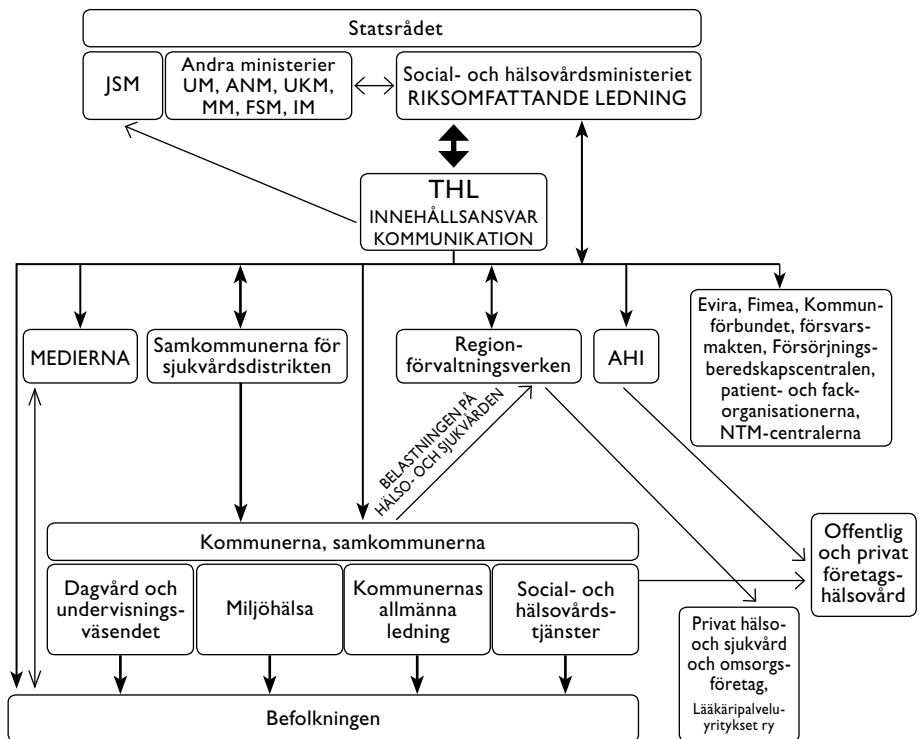 Statsrådet
JSM
Andra ministerier
UM, ANM, UKM,
MM, FSM, IM
Social- och hälsovårdsministeriet
RIKSOMFATTANDE LEDNING
THL
INNEHÅLLSANSVAR
KOMMUNIKATION
MEDIERNA
Samkommunerna för
sjukvårdsdistrikten
Region-
förvaltningsverken
AHI
Evira, Fimea, Kommun-
förbundet, försvars-
makten, Försörjnings-
beredskapscentralen,
patient- och fack-
organisationerna,
NTM-centralerna
BELASTNINGEN PÅ
HÄLSO- OCH SJUKVÅRDEN
Kommunerna, samkommunerna
Dagvård och
undervisnings-
väsendet
Miljöhälsa
Kommunernas
allmänna
ledning
Social- och
hälsovårds-
tjänster
Offentlig
och privat
företags-
hälsovård
Privat hälso-
och sjukvård
och omsorgs-
företag,
Lääkäripalvelu-
yritykset ry
Befolkningen